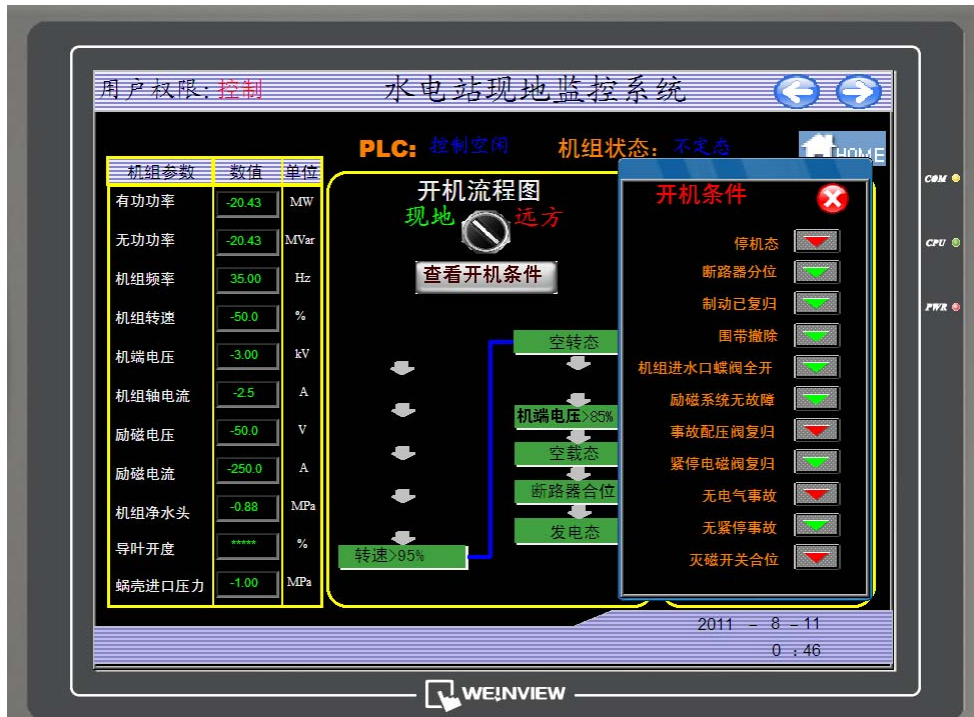 用户权限: 控制
水电站现地监控系统
PLC: 控制空闲
机组状态: 不定态
HOME
机组参数 数值 单位
有功功率 -20.43 MW
无功功率 -20.43 MVar
机组频率 35.00 Hz
机组转速 -50.0 %
机端电压 -3.00 kV
机组轴电流 -2.5 A
励磁电压 -50.0 V
励磁电流 -250.0 A
机组净水头 -0.88 MPa
导叶开度 ***** %
蜗壳进口压力 -1.00 MPa
开机流程图
现地 远方
查看开机条件
空转态
机端电压>85%
空载态
断路器合位
发电态
转速>95%
开机条件
停机态
断路器分位
制动已复归
围带撤除
机组进水口蝶阀全开
励磁系统无故障
事故配压阀复归
紧停电磁阀复归
无电气事故
无紧停事故
灭磁开关合位
2011 - 8 - 11
0 : 46
COM
CPU
PWR
WEINVIEW